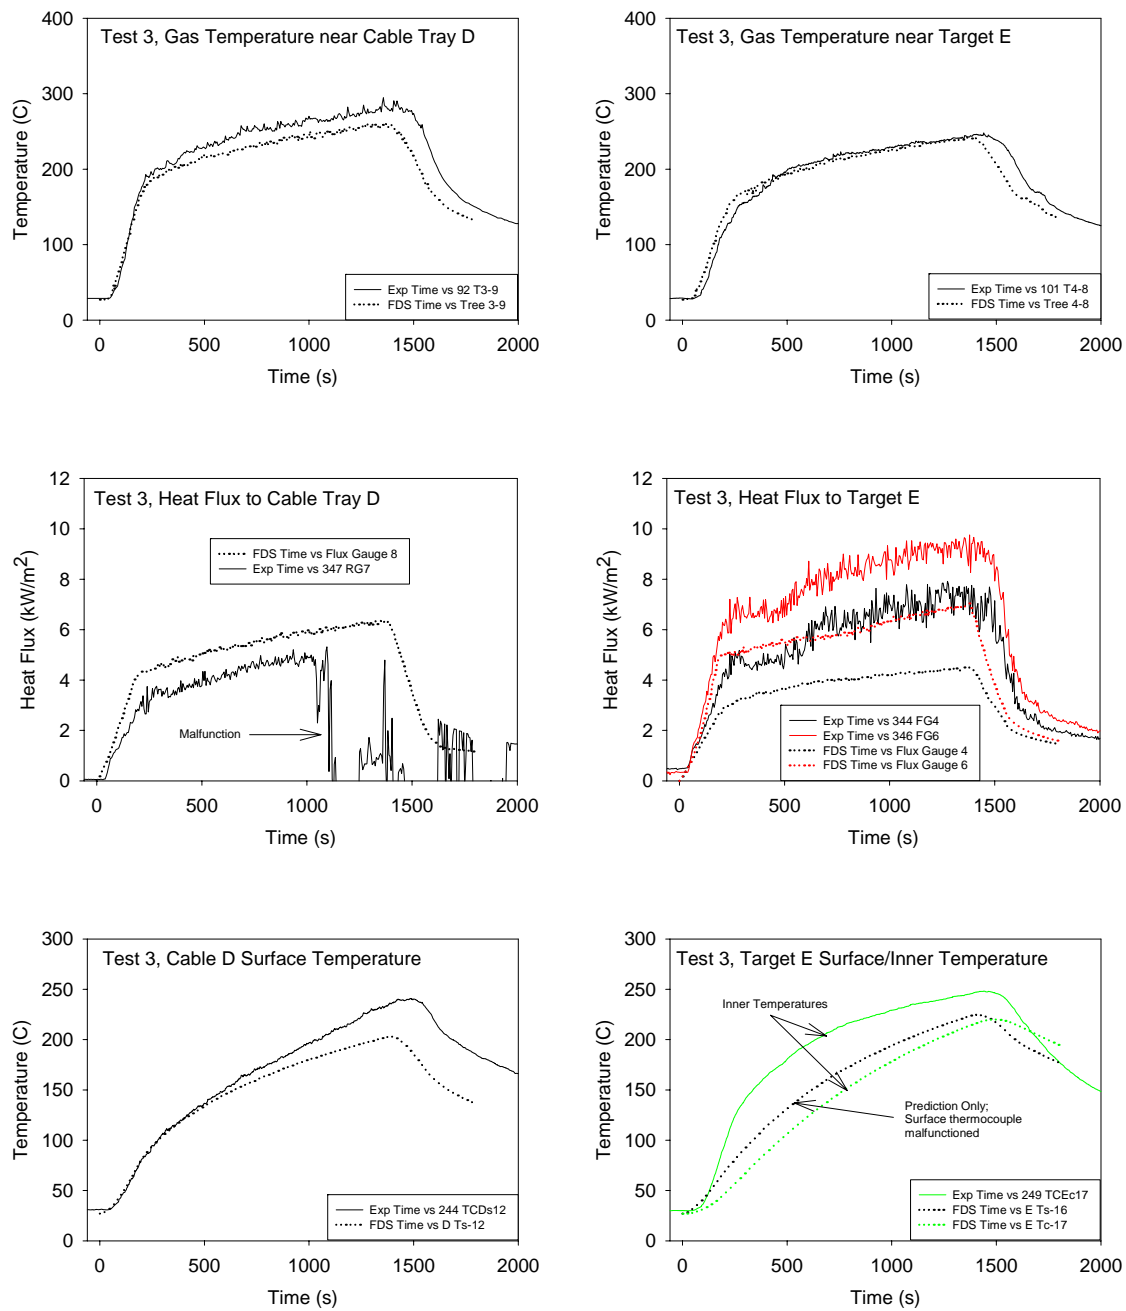 Test 3, Gas Temperature near Cable Tray D
Temperature (C)
400
300
200
100
0
Exp Time vs 92 T3-9
FDS Time vs Tree 3-9
0 500 1000 1500 2000
Time (s)
Test 3, Gas Temperature near Target E
Temperature (C)
400
300
200
100
0
Exp Time vs 101 T4-8
FDS Time vs Tree 4-8
0 500 1000 1500 2000
Time (s)
Test 3, Heat Flux to Cable Tray D
Heat Flux (kW/m2)
12
10
8
6
4
2
0
FDS Time vs Flux Gauge 8
Exp Time vs 347 RG7
Malfunction
0 500 1000 1500 2000
Time (s)
Test 3, Heat Flux to Target E
Heat Flux (kW/m2)
12
10
8
6
4
2
0
Exp Time vs 344 FG4
Exp Time vs 346 FG6
FDS Time vs Flux Gauge 4
FDS Time vs Flux Gauge 6
0 500 1000 1500 2000
Time (s)
Test 3, Cable D Surface Temperature
Temperature (C)
300
250
200
150
100
50
0
Exp Time vs 244 TCDs12
FDS Time vs D Ts-12
0 500 1000 1500 2000
Time (s)
Test 3, Target E Surface/Inner Temperature
Temperature (C)
300
250
200
150
100
50
0
Inner Temperatures
Prediction Only;
Surface thermocouple
malfunctioned
Exp Time vs 249 TCEc17
FDS Time vs E Ts-16
FDS Time vs E Tc-17
0 500 1000 1500 2000
Time (s)